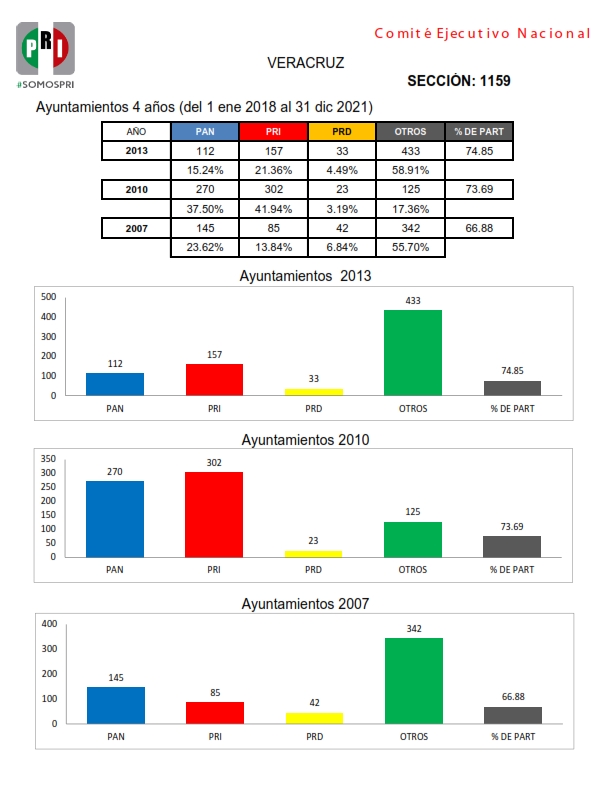 Comité Ejecutivo Nacional
PRI
#SOMOSPRI
VERACRUZ
SECCIÓN: 1159
Ayuntamientos 4 años (del 1 ene 2018 al 31 dic 2021)
AÑO PAN PRI PRD OTROS % DE PART
2013 112 157 33 433 74.85
15.24% 21.36% 4.49% 58.91%
2010 270 302 23 125 73.69
37.50% 41.94% 3.19% 17.36%
2007 145 85 42 342 66.88
23.62% 13.84% 6.84% 55.70%
Ayuntamientos 2013
500
400
300
200
100
0
112 157 33 433 74.85
PAN PRI PRD OTROS % DE PART
Ayuntamientos 2010
350
300
250
200
150
100
50
0
270 302 23 125 73.69
PAN PRI PRD OTROS % DE PART
Ayuntamientos 2007
400
300
200
100
0
145 85 42 342 66.88
PAN PRI PRD OTROS % DE PART